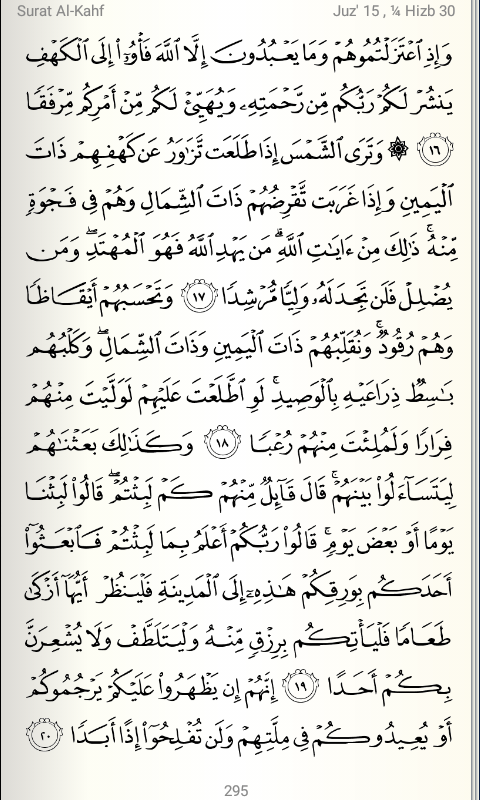 Surat Al-Kahf Juz' 15 , ¼ Hizb 30
وَإِذِ ٱعْتَزَلْتُمُوهُمْ وَمَا يَعْبُدُونَ إِلَّا ٱللَّهَ فَأْوُۥٓا۟ إِلَى ٱلْكَهْفِ
يَنشُرْ لَكُمْ رَبُّكُم مِّن رَّحْمَتِهِۦ وَيُهَيِّئْ لَكُم مِّنْ أَمْرِكُم مِّرْفَقًا
١٦ ۞ وَتَرَى ٱلشَّمْسَ إِذَا طَلَعَت تَّزَٰوَرُ عَن كَهْفِهِمْ ذَاتَ
ٱلْيَمِينِ وَإِذَا غَرَبَت تَّقْرِضُهُمْ ذَاتَ ٱلشِّمَالِ وَهُمْ فِى فَجْوَةٍ
مِّنْهُ ۚ ذَٰلِكَ مِنْ ءَايَٰتِ ٱللَّهِ ۗ مَن يَهْدِ ٱللَّهُ فَهُوَ ٱلْمُهْتَدِ ۖ وَمَن
يُضْلِلْ فَلَن تَجِدَ لَهُۥ وَلِيًّا مُّرْشِدًا ١٧ وَتَحْسَبُهُمْ أَيْقَاظًا
وَهُمْ رُقُودٌ ۚ وَنُقَلِّبُهُمْ ذَاتَ ٱلْيَمِينِ وَذَاتَ ٱلشِّمَالِ ۖ وَكَلْبُهُم
بَٰسِطٌ ذِرَاعَيْهِ بِٱلْوَصِيدِ ۚ لَوِ ٱطَّلَعْتَ عَلَيْهِمْ لَوَلَّيْتَ مِنْهُمْ
فِرَارًا وَلَمُلِئْتَ مِنْهُمْ رُعْبًا ١٨ وَكَذَٰلِكَ بَعَثْنَٰهُمْ
لِيَتَسَآءَلُوا۟ بَيْنَهُمْ ۚ قَالَ قَآئِلٌ مِّنْهُمْ كَمْ لَبِثْتُمْ ۖ قَالُوا۟ لَبِثْنَا
يَوْمًا أَوْ بَعْضَ يَوْمٍ ۚ قَالُوا۟ رَبُّكُمْ أَعْلَمُ بِمَا لَبِثْتُمْ فَٱبْعَثُوٓا۟
أَحَدَكُم بِوَرِقِكُمْ هَٰذِهِۦٓ إِلَى ٱلْمَدِينَةِ فَلْيَنظُرْ أَيُّهَآ أَزْكَىٰ
طَعَامًا فَلْيَأْتِكُم بِرِزْقٍ مِّنْهُ وَلْيَتَلَطَّفْ وَلَا يُشْعِرَنَّ
بِكُمْ أَحَدًا ١٩ إِنَّهُمْ إِن يَظْهَرُوا۟ عَلَيْكُمْ يَرْجُمُوكُمْ
أَوْ يُعِيدُوكُمْ فِى مِلَّتِهِمْ وَلَن تُفْلِحُوٓا۟ إِذًا أَبَدًا ٢٠
295